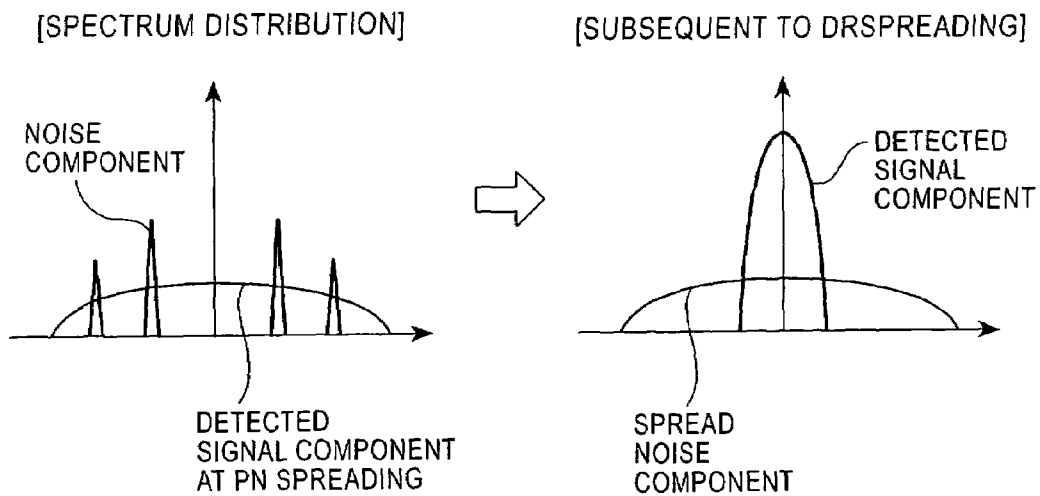 [SPECTRUM DISTRIBUTION]
NOISE
COMPONENT
DETECTED
SIGNAL COMPONENT
AT PN SPREADING
[SUBSEQUENT TO DRSPREADING]
DETECTED
SIGNAL
COMPONENT
SPREAD
NOISE
COMPONENT